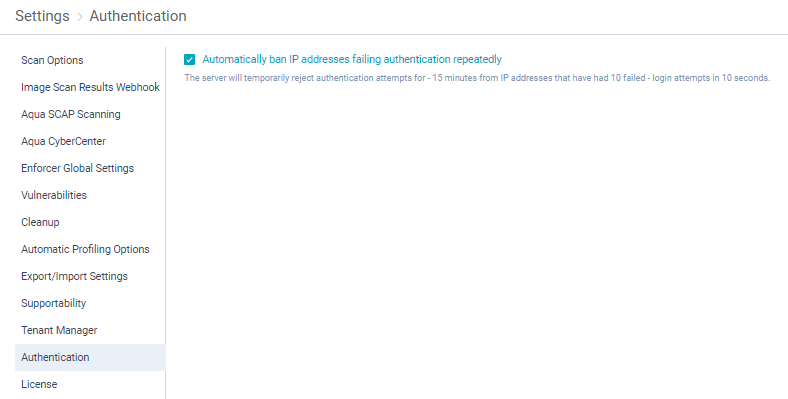 Settings > Authentication
Scan Options
Image Scan Results Webhook
Aqua SCAP Scanning
Aqua CyberCenter
Enforcer Global Settings
Vulnerabilities
Cleanup
Automatic Profiling Options
Export/Import Settings
Supportability
Tenant Manager
Authentication
License
Automatically ban IP addresses failing authentication repeatedly
The server will temporarily reject authentication attempts for - 15 minutes from IP addresses that have had 10 failed - login attempts in 10 seconds.